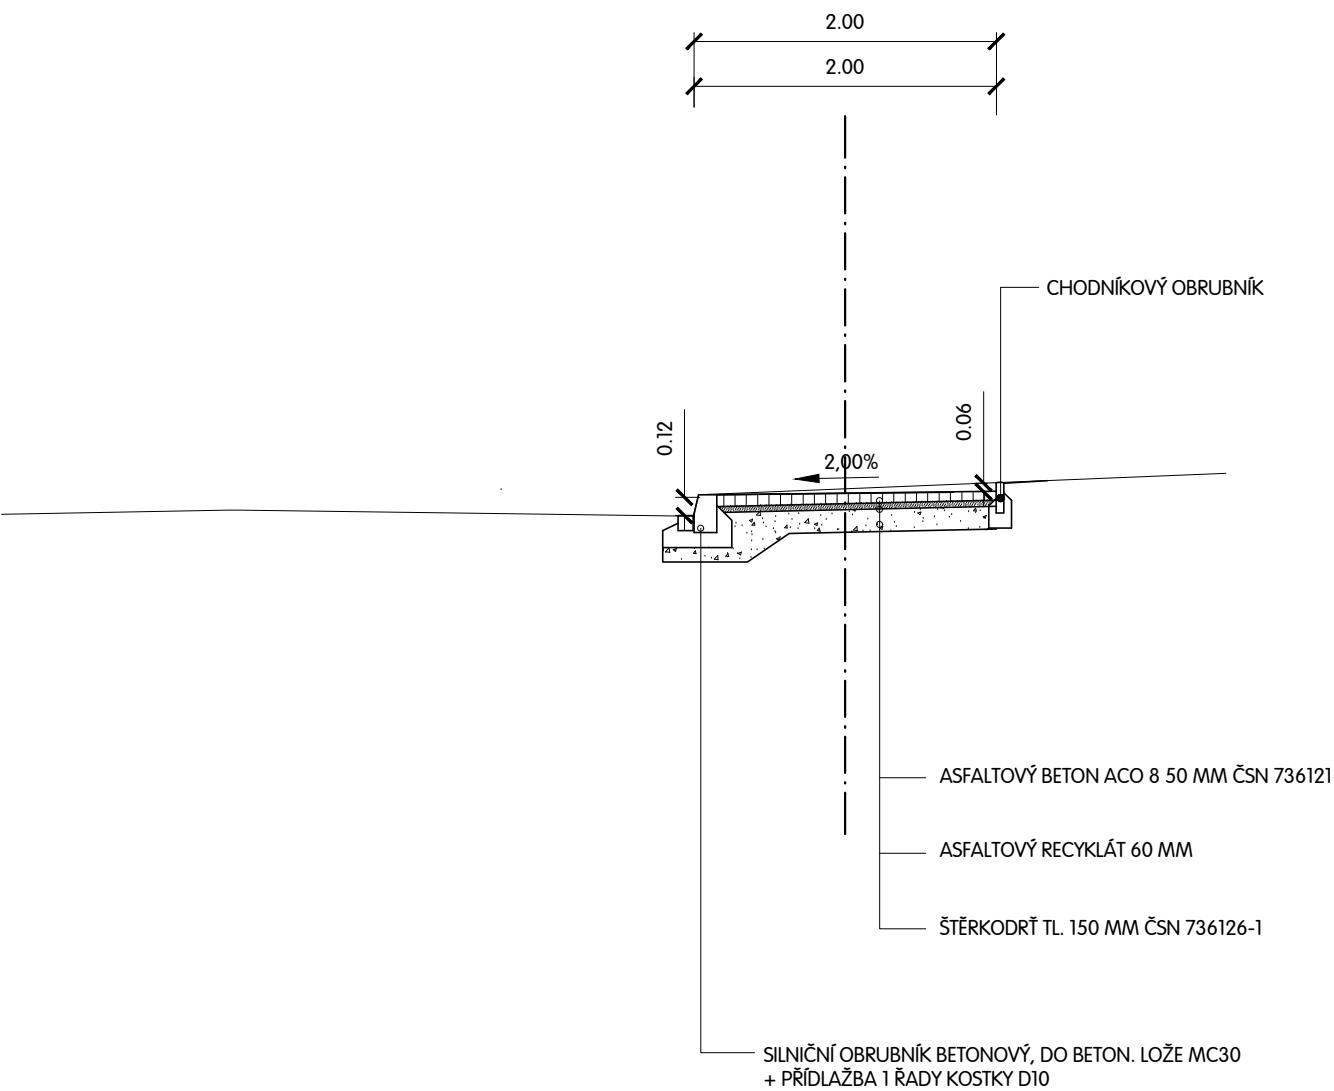 2.00
2.00
CHODNÍKOVÝ OBRUBNÍK
0.12
0.06
2,00%
ASFALTOVÝ BETON ACO 8 50 MM ČSN 736121
ASFALTOVÝ RECYKLÁT 60 MM
ŠTĚRKODRŤ TL. 150 MM ČSN 736126-1
SILNIČNÍ OBRUBNÍK BETONOVÝ, DO BETON. LOŽE MC30
+ PŘÍDLAŽBA 1 ŘADY KOSTKY D10